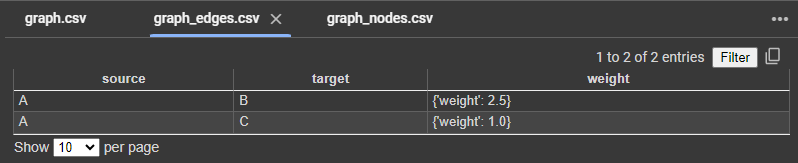 graph.csv graph_edges.csv × graph_nodes.csv •••
1 to 2 of 2 entries Filter
source target weight
A B {'weight': 2.5}
A C {'weight': 1.0}
Show 10 per page